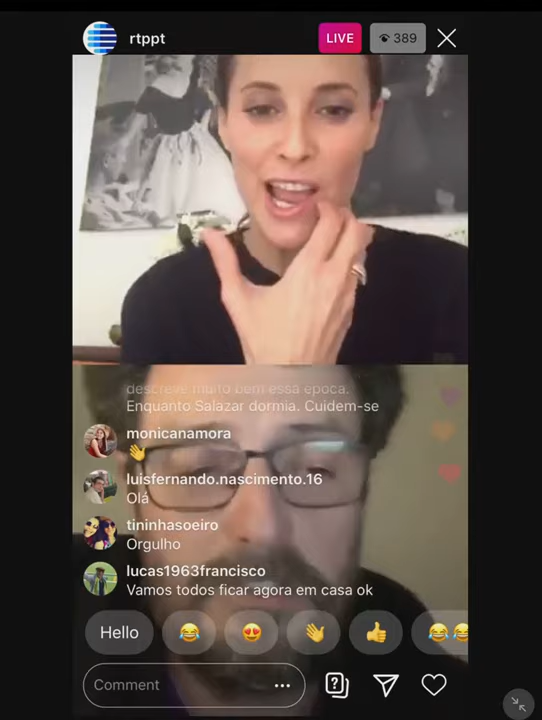 rtppt
LIVE
389
descreve muito bem essa época.
Enquanto Salazar dormia. Cuidem-se
monicanamora
👋
luisfernando.nascimento.16
Olá
tininhasoeiro
Orgulho
lucas1963francisco
Vamos todos ficar agora em casa ok
Hello
Comment